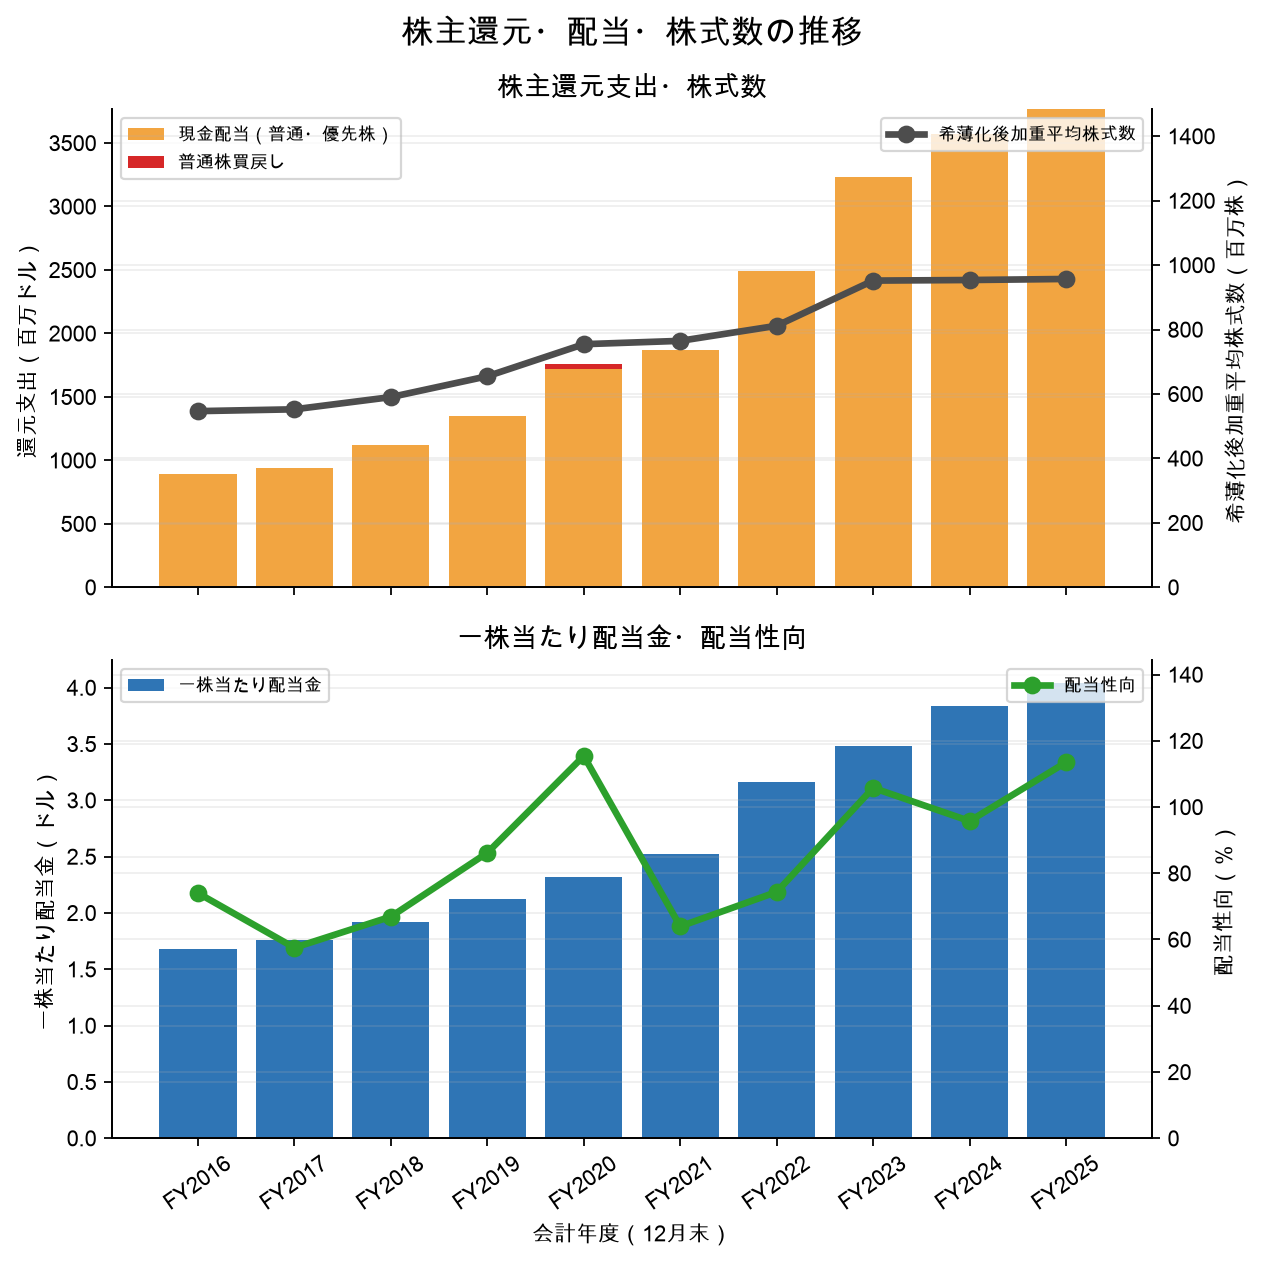 株主還元・配当・株式数の推移
株主還元支出・株式数
現金配当（普通・優先株）
普通株買戻し
希薄化後加重平均株式数
還元支出（百万ドル）
3500
3000
2500
2000
1500
1000
500
0
1400
1200
1000
800
600
400
200
0
希薄化後加重平均株式数（百万株）
一株当たり配当金・配当性向
一株当たり配当金
配当性向
一株当たり配当金（ドル）
4.0
3.5
3.0
2.5
2.0
1.5
1.0
0.5
0.0
140
120
100
80
60
40
20
0
配当性向（%）
FY2016
FY2017
FY2018
FY2019
FY2020
FY2021
FY2022
FY2023
FY2024
FY2025
会計年度（12月末）